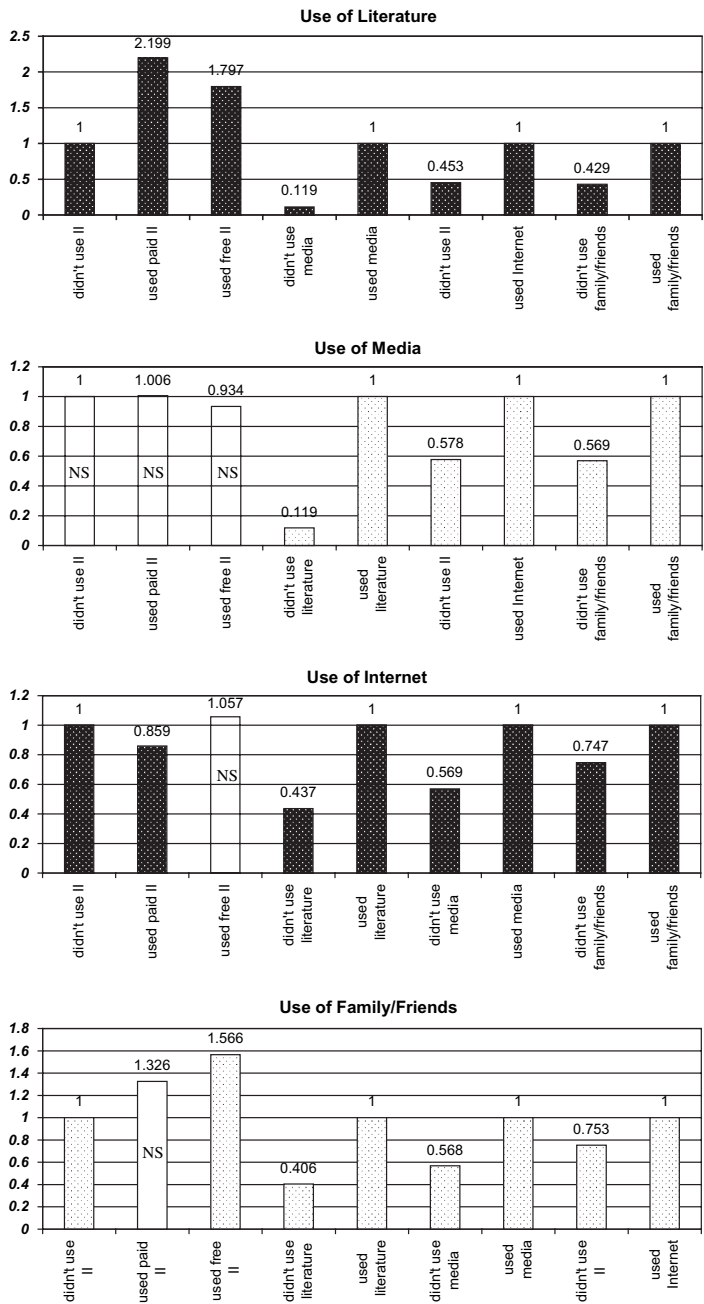 Use of Literature
2.5
2
1.5
1
0.5
0
1
2.199
1.797
0.119
1
0.453
1
0.429
1
didn't use II
used paid II
used free II
didn't use
media
used media
didn't use II
used Internet
didn't use
family/friends
used
family/friends
Use of Media
1.2
1
0.8
0.6
0.4
0.2
0
1
1.006
0.934
0.119
1
0.578
1
0.569
1
NS
NS
NS
didn't use II
used paid II
used free II
didn't use
literature
used
literature
didn't use II
used Internet
didn't use
family/friends
used
family/friends
Use of Internet
1.2
1
0.8
0.6
0.4
0.2
0
1
0.859
1.057
0.437
1
0.569
1
0.747
1
NS
didn't use II
used paid II
used free II
didn't use
literature
used
literature
didn't use
media
used media
didn't use
family/friends
used
family/friends
Use of Family/Friends
1.8
1.6
1.4
1.2
1
0.8
0.6
0.4
0.2
0
1
1.326
1.566
0.406
1
0.568
1
0.753
1
NS
didn't use
II
used paid
II
used free
II
didn't use
literature
used
literature
didn't use
media
used
media
didn't use
II
used
Internet